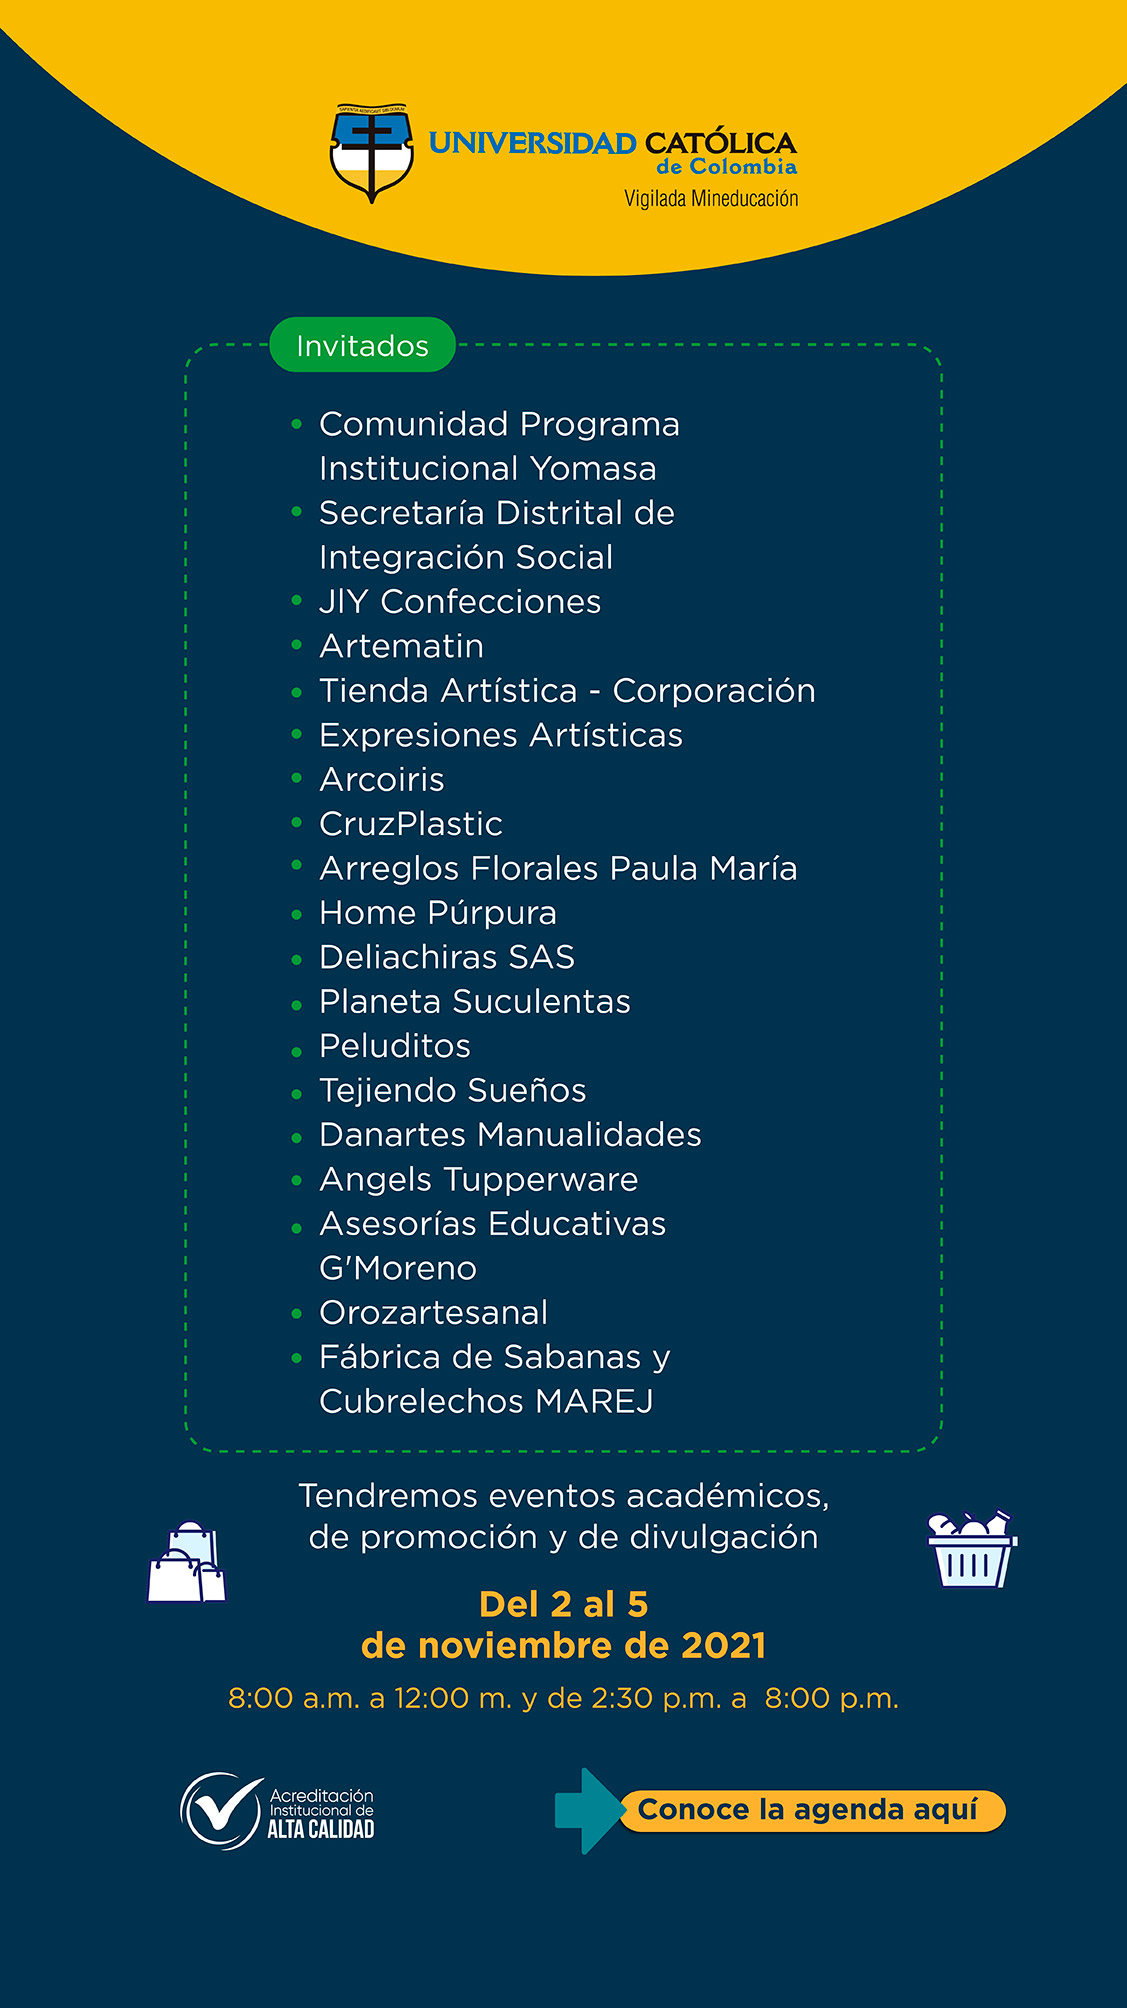 SAPIENTIA AEDIFICAVIT SIBI DOMUM
UNIVERSIDAD CATÓLICA
de Colombia
Vigilada Mineducación
Invitados
• Comunidad Programa
Institucional Yomasa
• Secretaría Distrital de
Integración Social
• JlY Confecciones
• Artematin
• Tienda Artística - Corporación
• Expresiones Artísticas
• Arcoiris
• CruzPlastic
• Arreglos Florales Paula María
• Home Púrpura
• Deliachiras SAS
• Planeta Suculentas
• Peluditos
• Tejiendo Sueños
• Danartes Manualidades
• Angels Tupperware
• Asesorías Educativas
G'Moreno
• Orozartesanal
• Fábrica de Sabanas y
Cubrelechos MAREJ
Tendremos eventos académicos,
de promoción y de divulgación
Del 2 al 5
de noviembre de 2021
8:00 a.m. a 12:00 m. y de 2:30 p.m. a 8:00 p.m.
Acreditación
Institucional de
ALTA CALIDAD
Conoce la agenda aquí